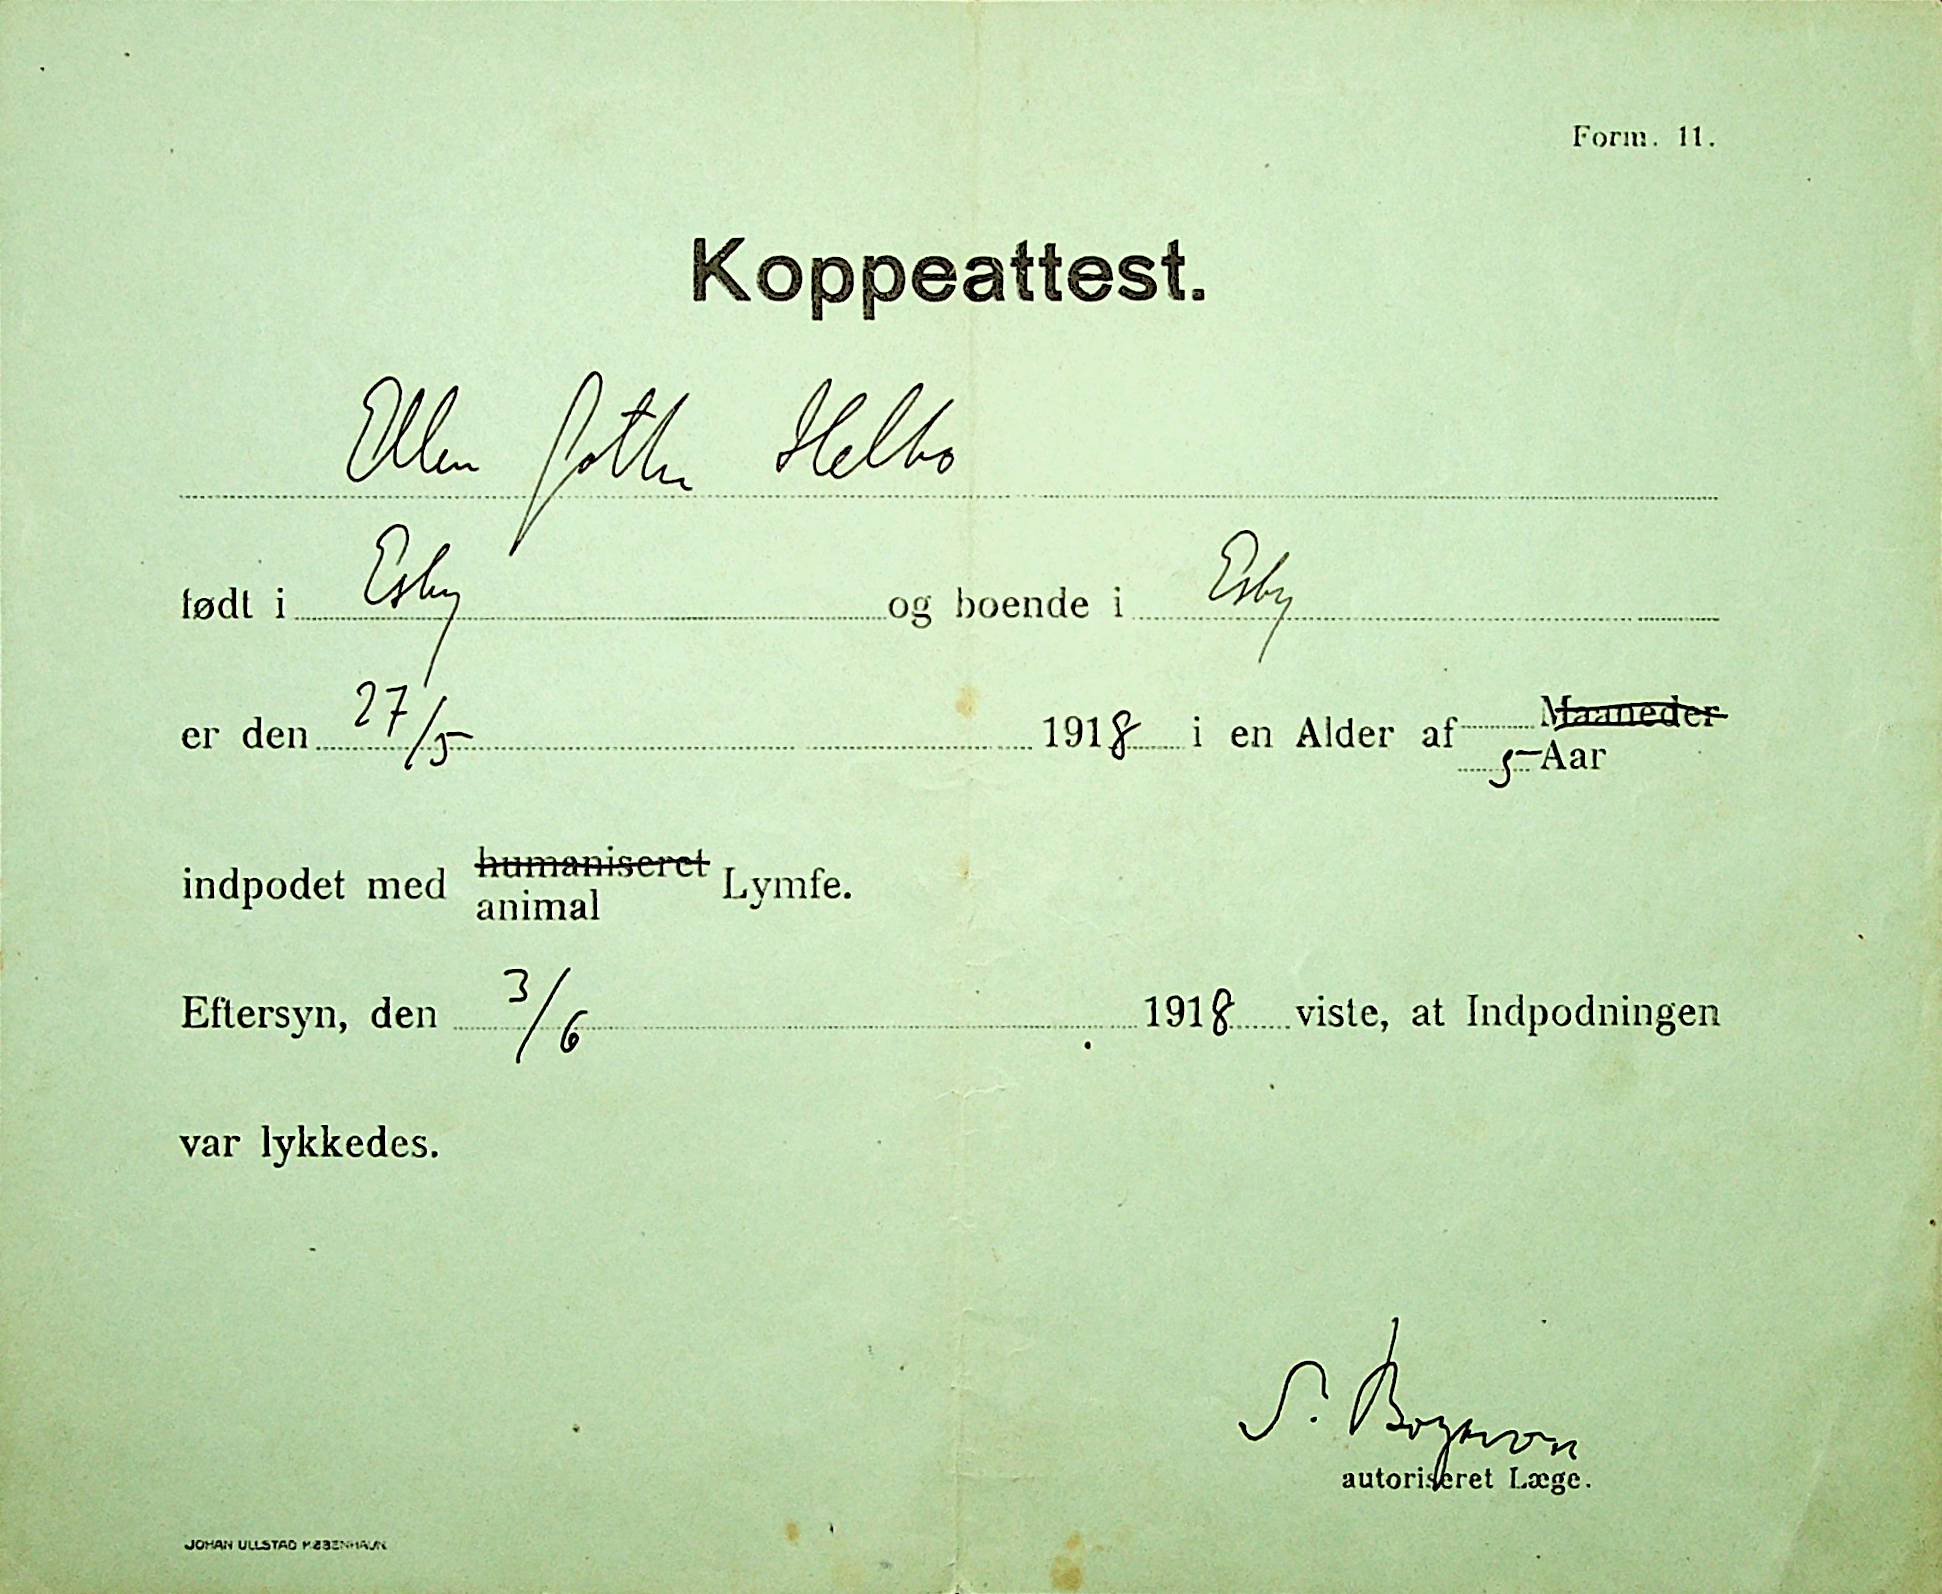 Form. 11.
Koppeattest.
Ellen Helbo
født i Esby og boende i Esby
er den 27/5 1918 i en Alder af Maaneder
5 Aar
indpodet med humaniseret Lymfe.
animal
Eftersyn, den 3/6 1918 viste, at Indpodningen
var lykkedes.
S.
autoriseret Læge.
JOHAN ULLSTAD KØBENHAVN